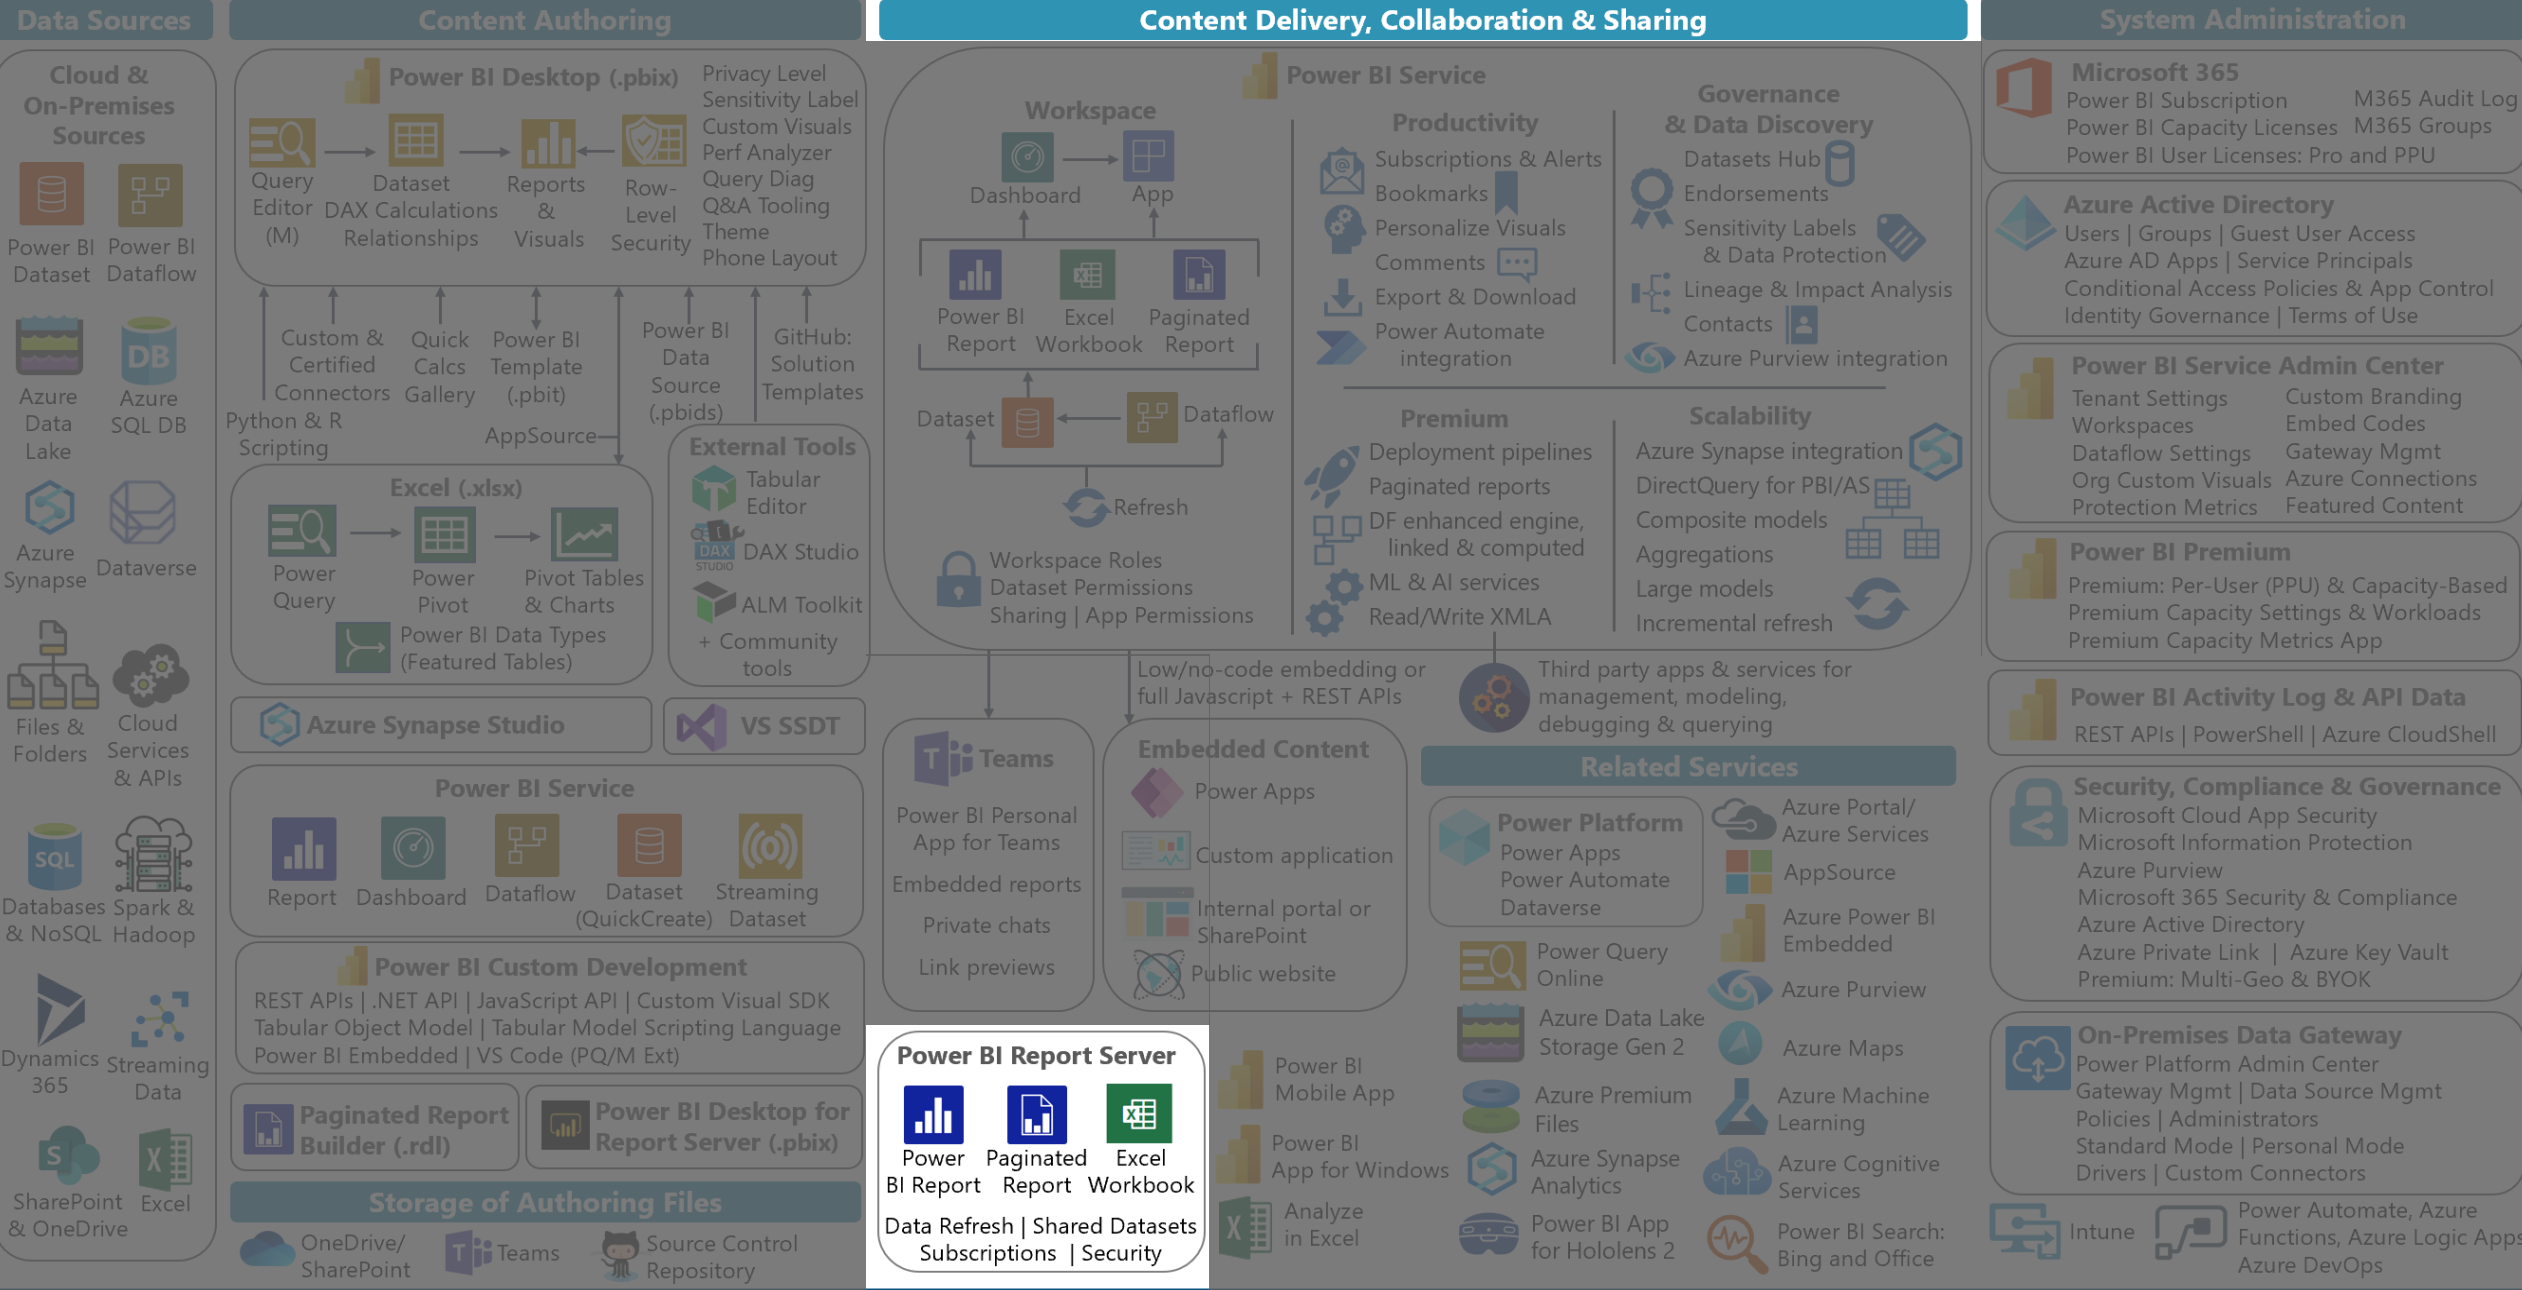 Data Sources
Cloud &
On-Premises
Sources
Power BI
Dataset
Power BI
Dataflow
Azure
Data
Lake
Azure
SQL DB
DB
Azure
Synapse
Dataverse
Files &
Folders
Cloud
Services
& APIs
SQL
Databases
& NoSQL
Spark &
Hadoop
Dynamics
365
Streaming
Data
SharePoint
& OneDrive
Excel
Content Authoring
Power BI Desktop (.pbix)
Query
Editor
(M)
Dataset
DAX Calculations
Relationships
Reports
&
Visuals
Row-
Level
Security
Privacy Level
Sensitivity Label
Custom Visuals
Perf Analyzer
Query Diag
Q&A Tooling
Theme
Phone Layout
Python & R
Scripting
Custom &
Certified
Connectors
Quick
Calcs
Gallery
Power BI
Template
(.pbit)
AppSource
Power BI
Data
Source
(.pbids)
GitHub:
Solution
Templates
Excel (.xlsx)
Power
Query
Power
Pivot
Pivot Tables
& Charts
Power BI Data Types
(Featured Tables)
External Tools
Tabular
Editor
DAX
STUDIO
DAX Studio
ALM Toolkit
+ Community
tools
Azure Synapse Studio
VS SSDT
Power BI Service
Report
Dashboard
Dataflow
Dataset
(QuickCreate)
Streaming
Dataset
Power BI Custom Development
REST APIs | .NET API | JavaScript API | Custom Visual SDK
Tabular Object Model | Tabular Model Scripting Language
Power BI Embedded | VS Code (PQ/M Ext)
Paginated Report
Builder (.rdl)
Power BI Desktop for
Report Server (.pbix)
Storage of Authoring Files
OneDrive/
SharePoint
Teams
Source Control
Repository
Content Delivery, Collaboration & Sharing
Power BI Service
Workspace
Dashboard
App
Power BI
Report
Excel
Workbook
Paginated
Report
Dataset
Dataflow
Refresh
Workspace Roles
Dataset Permissions
Sharing | App Permissions
Productivity
Subscriptions & Alerts
Bookmarks
Personalize Visuals
Comments
Export & Download
Power Automate
integration
Governance
& Data Discovery
Datasets Hub
Endorsements
Sensitivity Labels
& Data Protection
Lineage & Impact Analysis
Contacts
Azure Purview integration
Premium
Deployment pipelines
Paginated reports
DF enhanced engine,
linked & computed
ML & AI services
Read/Write XMLA
Scalability
Azure Synapse integration
DirectQuery for PBI/AS
Composite models
Aggregations
Large models
Incremental refresh
Low/no-code embedding or
full Javascript + REST APIs
Third party apps & services for
management, modeling,
debugging & querying
Teams
Power BI Personal
App for Teams
Embedded reports
Private chats
Link previews
Embedded Content
Power Apps
Custom application
Internal portal or
SharePoint
Public website
Power BI Report Server
Power
BI Report
Paginated
Report
Excel
Workbook
Data Refresh | Shared Datasets
Subscriptions | Security
Power BI
Mobile App
Power BI
App for Windows
Analyze
in Excel
Related Services
Power Platform
Power Apps
Power Automate
Dataverse
Power Query
Online
Azure Data Lake
Storage Gen 2
Azure Premium
Files
Azure Synapse
Analytics
Power BI App
for Hololens 2
Azure Portal/
Azure Services
AppSource
Azure Power BI
Embedded
Azure Purview
Azure Maps
Azure Machine
Learning
Azure Cognitive
Services
Power BI Search:
Bing and Office
System Administration
Microsoft 365
Power BI Subscription
Power BI Capacity Licenses
Power BI User Licenses: Pro and PPU
M365 Audit Log
M365 Groups
Azure Active Directory
Users | Groups | Guest User Access
Azure AD Apps | Service Principals
Conditional Access Policies & App Control
Identity Governance | Terms of Use
Power BI Service Admin Center
Tenant Settings
Workspaces
Dataflow Settings
Org Custom Visuals
Protection Metrics
Custom Branding
Embed Codes
Gateway Mgmt
Azure Connections
Featured Content
Power BI Premium
Premium: Per-User (PPU) & Capacity-Based
Premium Capacity Settings & Workloads
Premium Capacity Metrics App
Power BI Activity Log & API Data
REST APIs | PowerShell | Azure CloudShell
Security, Compliance & Governance
Microsoft Cloud App Security
Microsoft Information Protection
Azure Purview
Microsoft 365 Security & Compliance
Azure Active Directory
Azure Private Link | Azure Key Vault
Premium: Multi-Geo & BYOK
On-Premises Data Gateway
Power Platform Admin Center
Gateway Mgmt | Data Source Mgmt
Policies | Administrators
Standard Mode | Personal Mode
Drivers | Custom Connectors
Intune
Power Automate, Azure
Functions, Azure Logic Apps
Azure DevOps